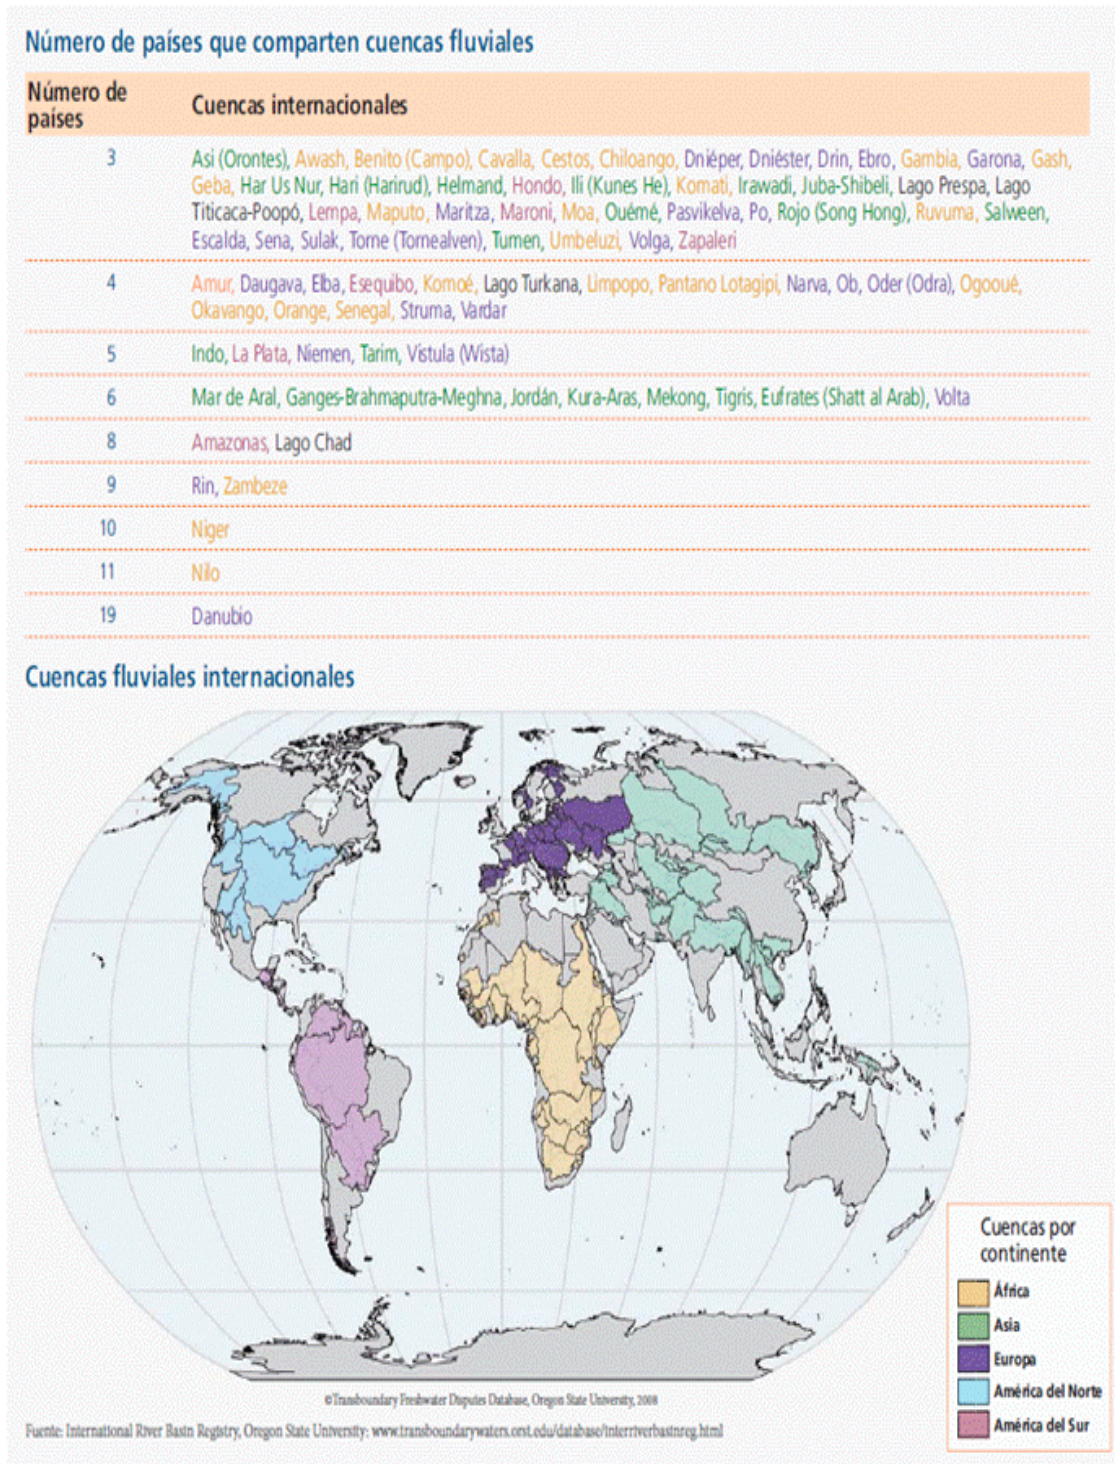 Número de países que comparten cuencas fluviales
Número de países
Cuencas internacionales
3
Asi (Orontes), Awash, Benito (Campo), Cavalla, Cestos, Chiloango, Dniéper, Dniéster, Drin, Ebro, Gambia, Garona, Gash,
Geba, Har Us Nur, Hari (Harirud), Helmand, Hondo, Ili (Kunes He), Komati, Irawadi, Juba-Shibeli, Lago Prespa, Lago
Titicaca-Poopó, Lempa, Maputo, Maritza, Maroni, Moa, Ouémé, Pasvikelva, Po, Rojo (Song Hong), Ruvuma, Salween,
Escalda, Sena, Sulak, Torne (Tornealven), Tumen, Umbeluzi, Volga, Zapaleri
4
Amur, Daugava, Elba, Esequibo, Komoé, Lago Turkana, Limpopo, Pantano Lotagipi, Narva, Ob, Oder (Odra), Ogooué,
Okavango, Orange, Senegal, Struma, Vardar
5
Indo, La Plata, Niemen, Tarim, Vistula (Wista)
6
Mar de Aral, Ganges-Brahmaputra-Meghna, Jordán, Kura-Aras, Mekong, Tigris, Eufrates (Shatt al Arab), Volta
8
Amazonas, Lago Chad
9
Rin, Zambeze
10
Niger
11
Nilo
19
Danubio
Cuencas fluviales internacionales
Cuencas por
continente
África
Asia
Europa
América del Norte
América del Sur
©Transboundary Freshwater Disputes Database, Oregon State University, 2008
Fuente: International River Basin Registry, Oregon State University: www.transboundarywaters.orst.edu/database/interriverbasinreg.html